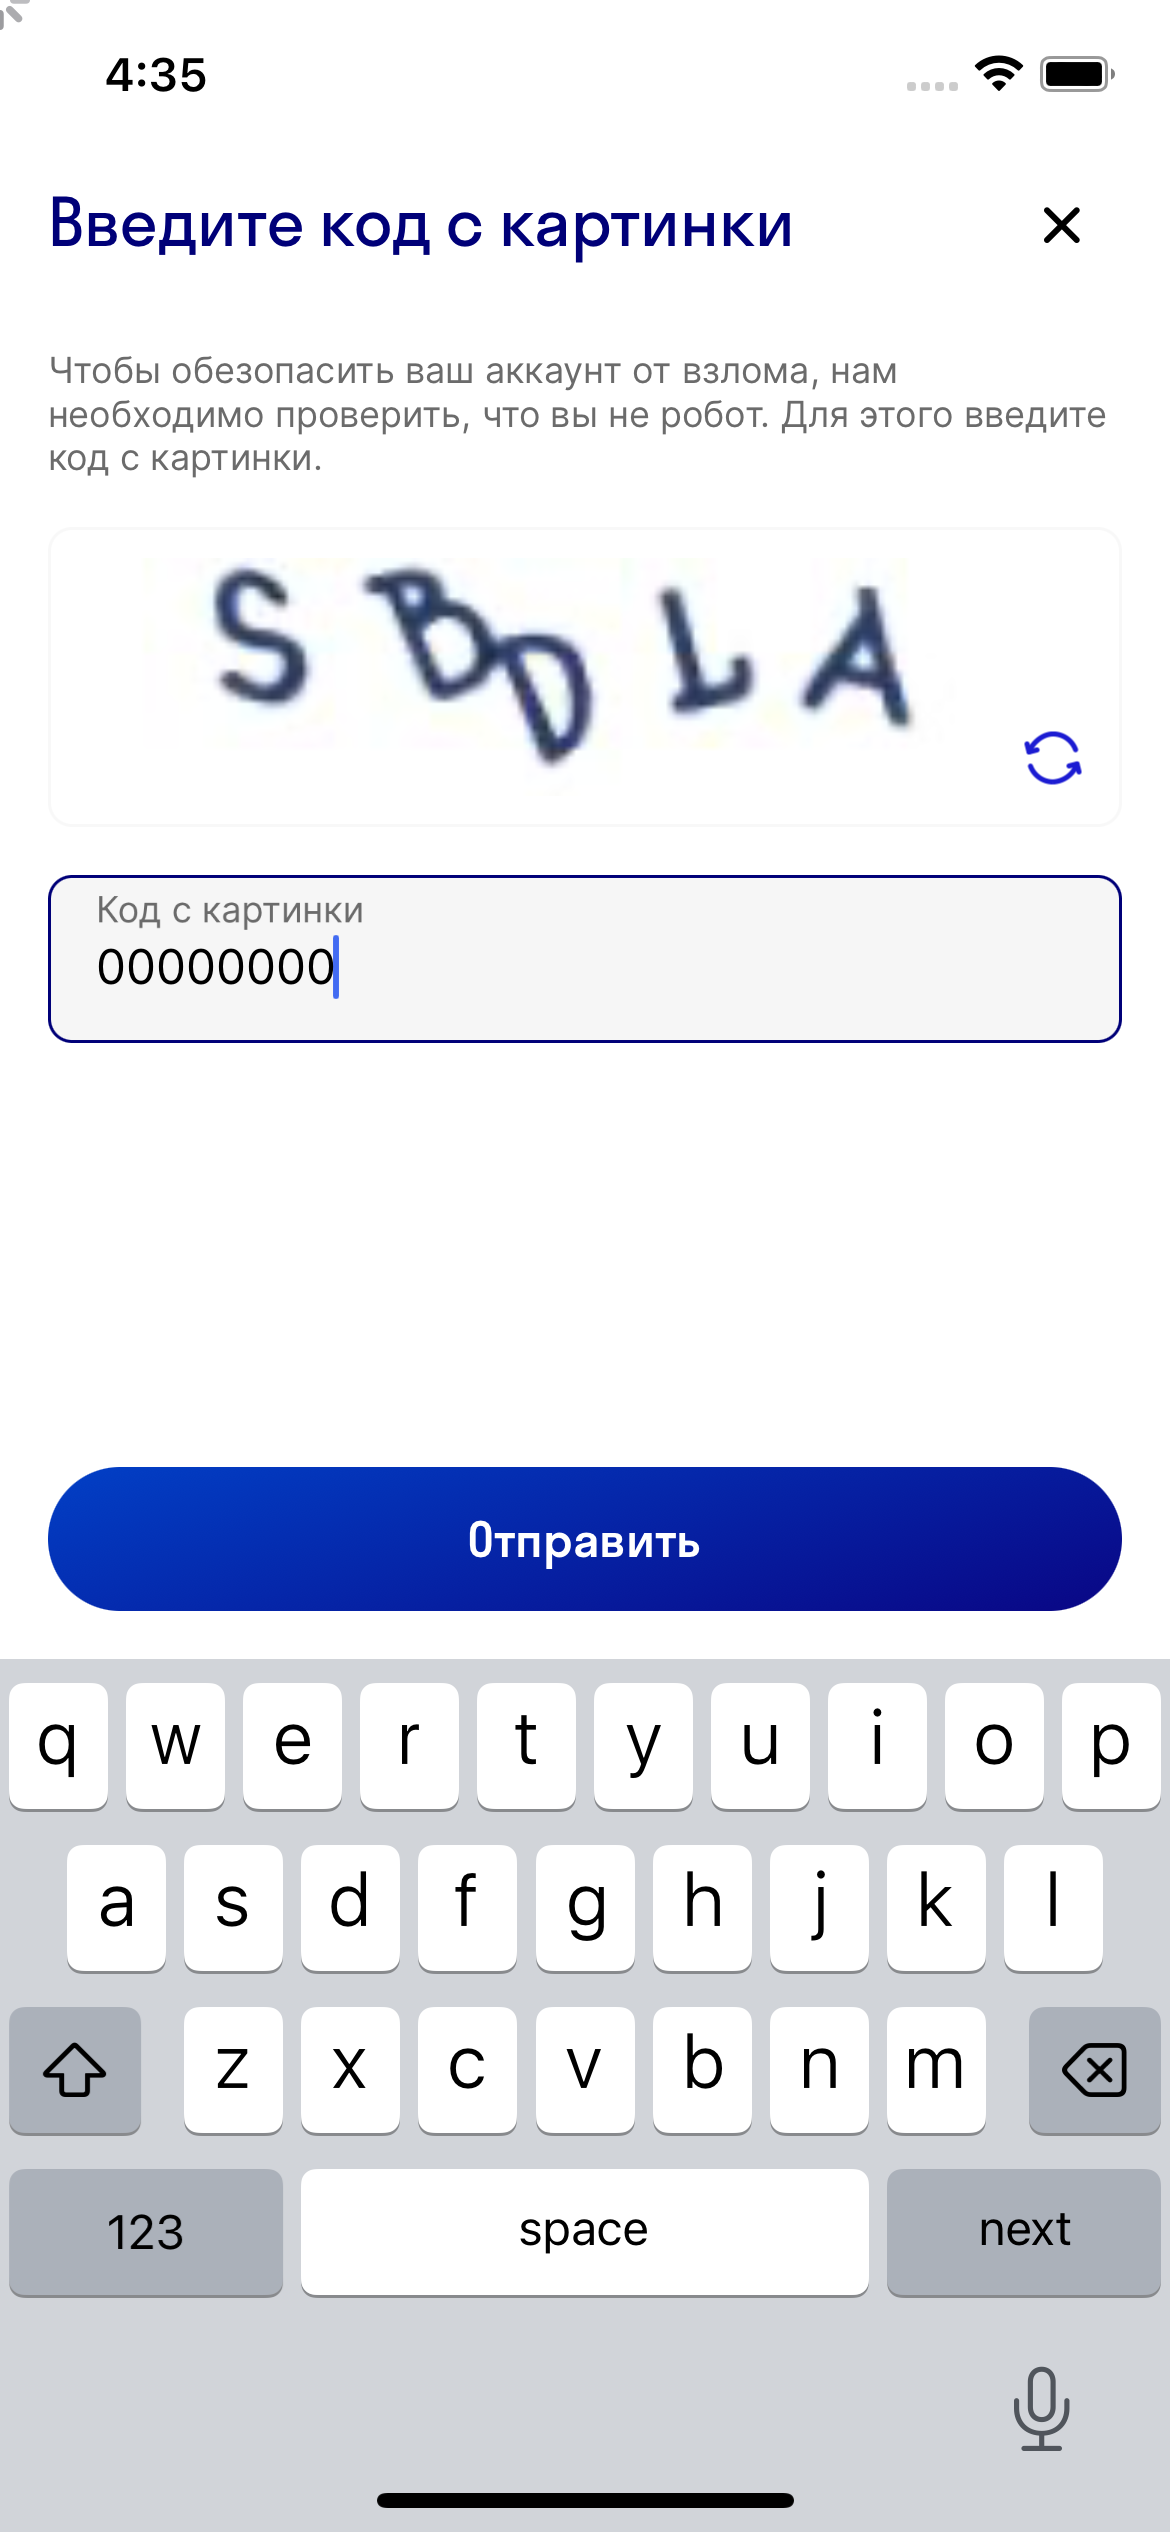 4:35
Введите код с картинки
Чтобы обезопасить ваш аккаунт от взлома, нам
необходимо проверить, что вы не робот. Для этого введите
код с картинки.
SBDLA
Код с картинки
00000000
Отправить
q w e r t y u i o p
a s d f g h j k l
z x c v b n m
123 space next